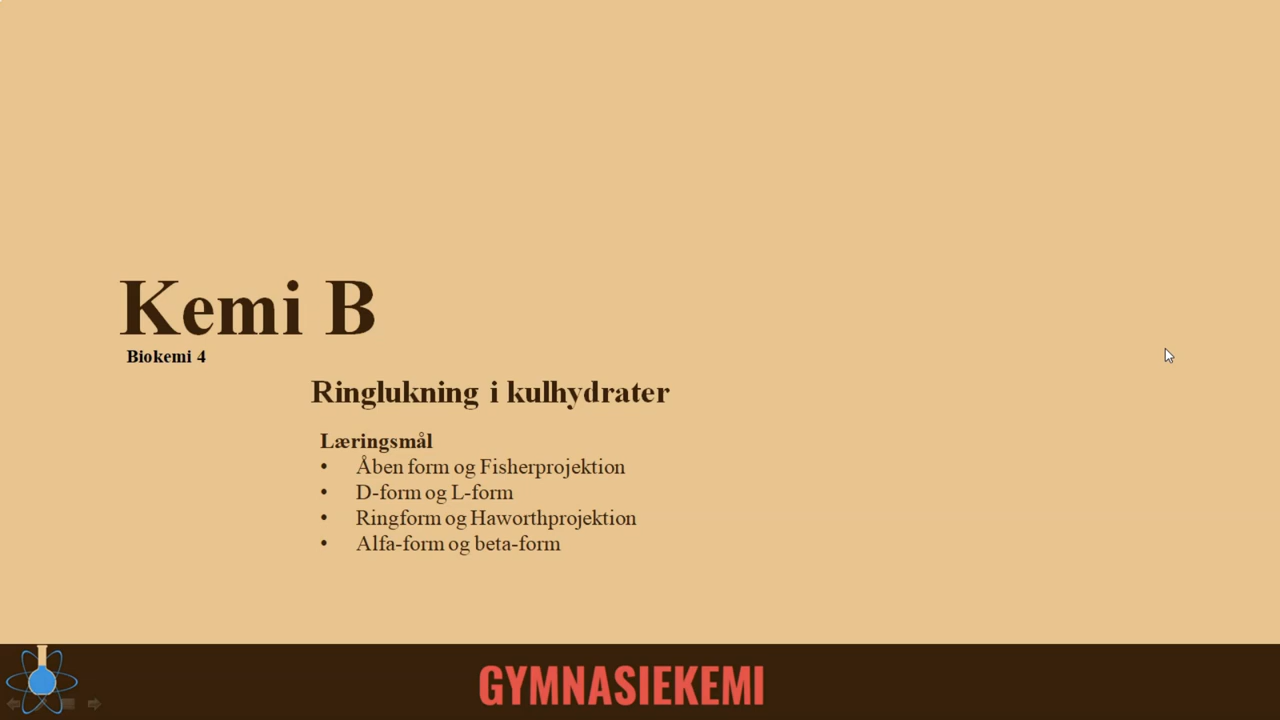 Kemi B
Biokemi 4
Ringlukning i kulhydrater
Læringsmål
• Åben form og Fisherprojektion
• D-form og L-form
• Ringform og Haworthprojektion
• Alfa-form og beta-form
GYMNASIEKEMI